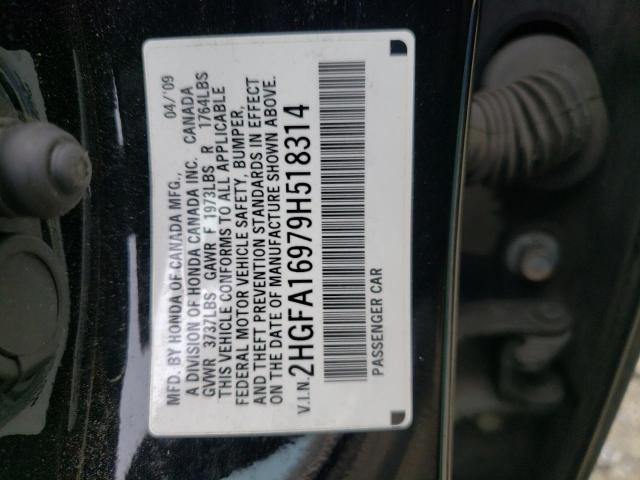 MFD. BY HONDA OF CANADA MFG., 04/'09
A DIVISION OF HONDA CANADA INC. CANADA
GVWR 3737LBS GAWR F 1973LBS R 1764LBS
THIS VEHICLE CONFORMS TO ALL APPLICABLE
FEDERAL MOTOR VEHICLE SAFETY, BUMPER,
AND THEFT PREVENTION STANDARDS IN EFFECT
ON THE DATE OF MANUFACTURE SHOWN ABOVE.
V.I.N. 2HGFA16979H518314
PASSENGER CAR